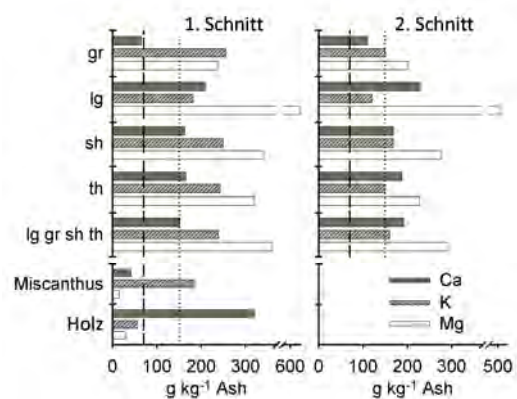 1. Schnitt
2. Schnitt
gr
lg
sh
th
lg gr sh th
Miscanthus
Holz
Ca
K
Mg
0 100 200 300 600
0 100 200 300 400 500
g kg-1 Ash
g kg-1 Ash